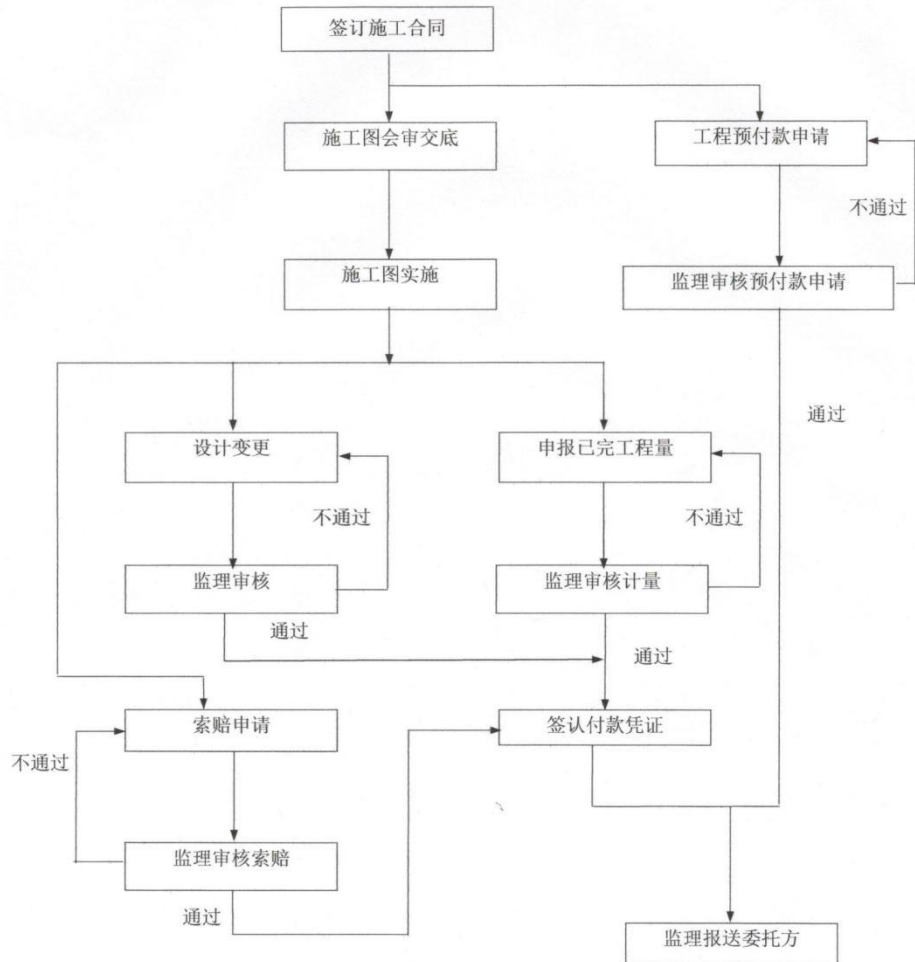 签订施工合同
施工图会审交底
工程预付款申请
不通过
施工图实施
监理审核预付款申请
通过
设计变更
申报已完工程量
不通过
不通过
监理审核
监理审核计量
通过
通过
索赔申请
签认付款凭证
不通过
监理审核索赔
通过
监理报送委托方